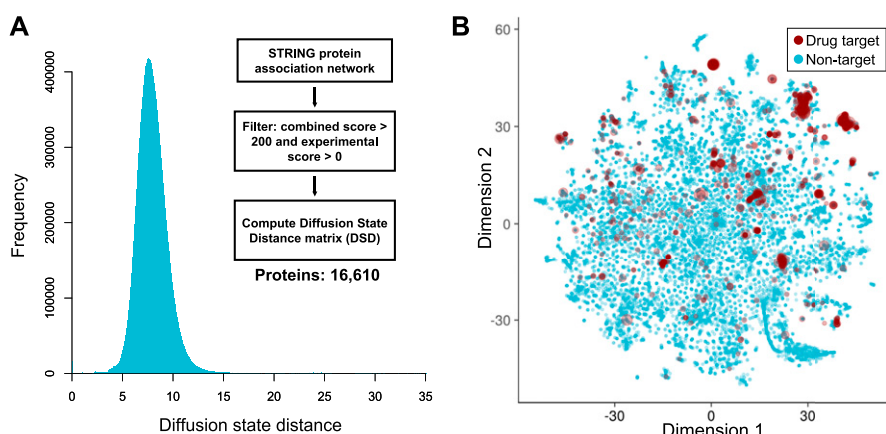 A
STRING protein
association network
Filter: combined score >
200 and experimental
score > 0
Compute Diffusion State
Distance matrix (DSD)
Proteins: 16,610
Frequency
400000
300000
200000
100000
0
0 5 10 15 20 25 30 35
Diffusion state distance
B
Drug target
Non-target
Dimension 2
60
30
0
-30
-30 0 30
Dimension 1